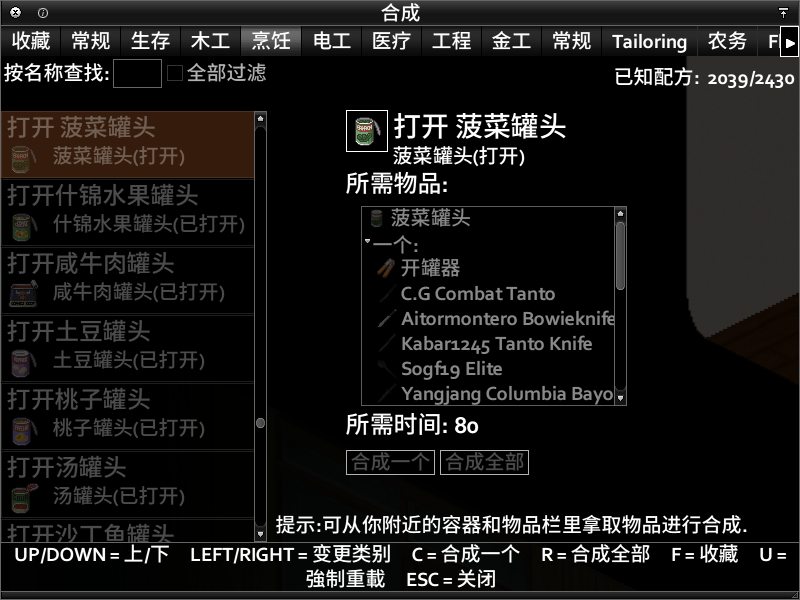 合成
收藏 常规 生存 木工 烹饪 电工 医疗 工程 金工 常规 Tailoring 农务 F
按名称查找: 全部过滤
已知配方: 2039/2430
打开 菠菜罐头
菠菜罐头(打开)
打开什锦水果罐头
什锦水果罐头(已打开)
打开咸牛肉罐头
咸牛肉罐头(已打开)
打开土豆罐头
土豆罐头(已打开)
打开桃子罐头
桃子罐头(已打开)
打开汤罐头
汤罐头(已打开)
打开沙丁鱼罐头
打开 菠菜罐头
菠菜罐头(打开)
所需物品:
菠菜罐头
一个:
开罐器
C.G Combat Tanto
Aitormontero Bowieknife
Kabar1245 Tanto Knife
Sogf19 Elite
Yangjang Columbia Bayo
所需时间: 80
合成一个 合成全部
提示:可从你附近的容器和物品栏里拿取物品进行合成.
UP/DOWN = 上/下 LEFT/RIGHT = 变更类别 C = 合成一个 R = 合成全部 F = 收藏 U =
強制重載 ESC = 关闭